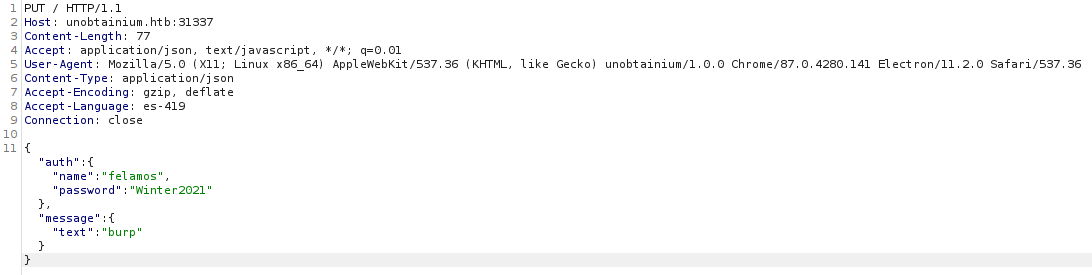 1 PUT / HTTP/1.1
2 Host: unobtainium.htb:31337
3 Content-Length: 77
4 Accept: application/json, text/javascript, */*; q=0.01
5 User-Agent: Mozilla/5.0 (X11; Linux x86_64) AppleWebKit/537.36 (KHTML, like Gecko) unobtainium/1.0.0 Chrome/87.0.4280.141 Electron/11.2.0 Safari/537.36
6 Content-Type: application/json
7 Accept-Encoding: gzip, deflate
8 Accept-Language: es-419
9 Connection: close
10
11 {
"auth":{
"name":"felamos",
"password":"Winter2021"
},
"message":{
"text":"burp"
}
}